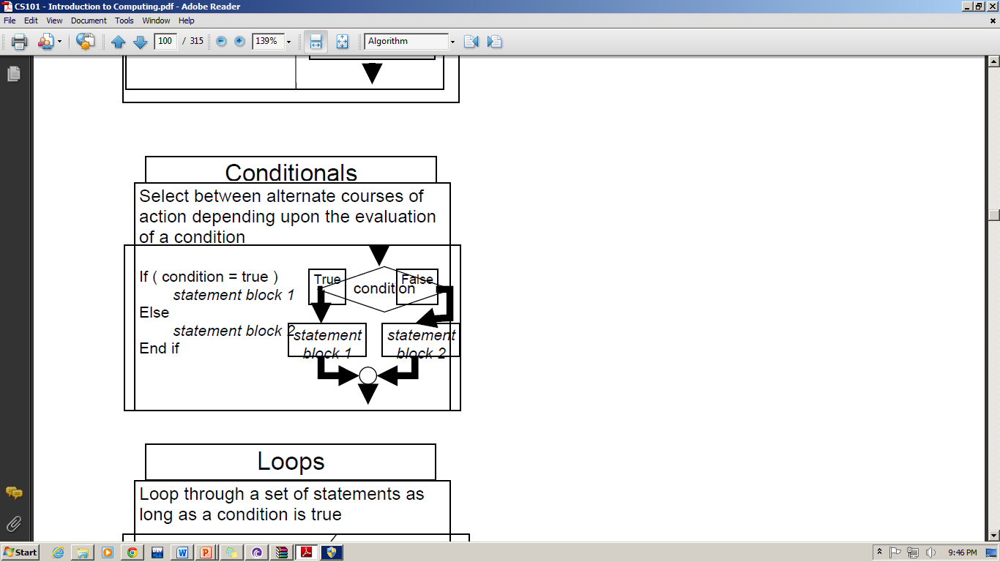 CS101 - Introduction to Computing.pdf - Adobe Reader
File Edit View Document Tools Window Help
100 / 315 139% Algorithm
Conditionals
Select between alternate courses of
action depending upon the evaluation
of a condition
If ( condition = true )
statement block 1
Else
statement block 2
End if
True
condition
False
statement
block 1
statement
block 2
Loops
Loop through a set of statements as
long as a condition is true
Start
9:46 PM